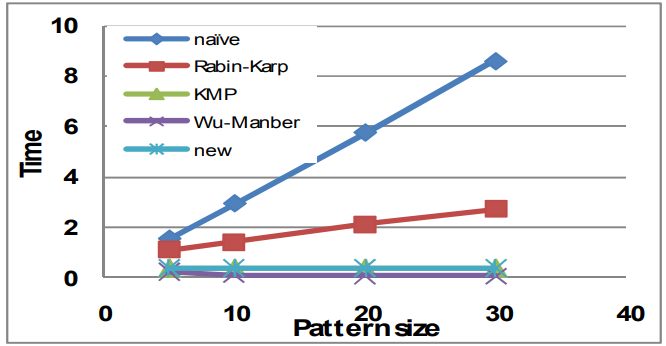 10
8
6
4
2
0
Time
naïve
Rabin-Karp
KMP
Wu-Manber
new
0 10 20 30 40
Pattern size